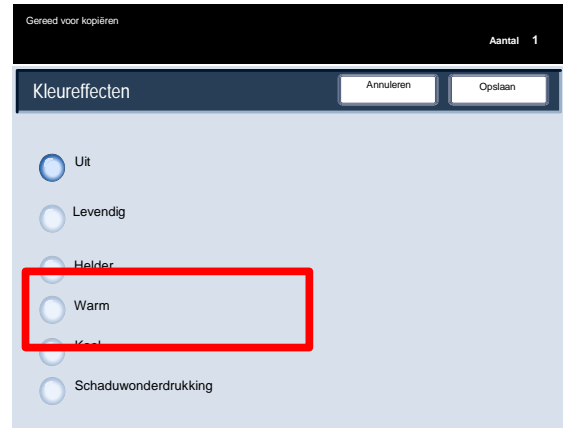 Gereed voor kopiëren
Aantal 1
Kleureffecten
Annuleren
Opslaan
Uit
Levendig
Helder
Warm
Koel
Schaduwonderdrukking